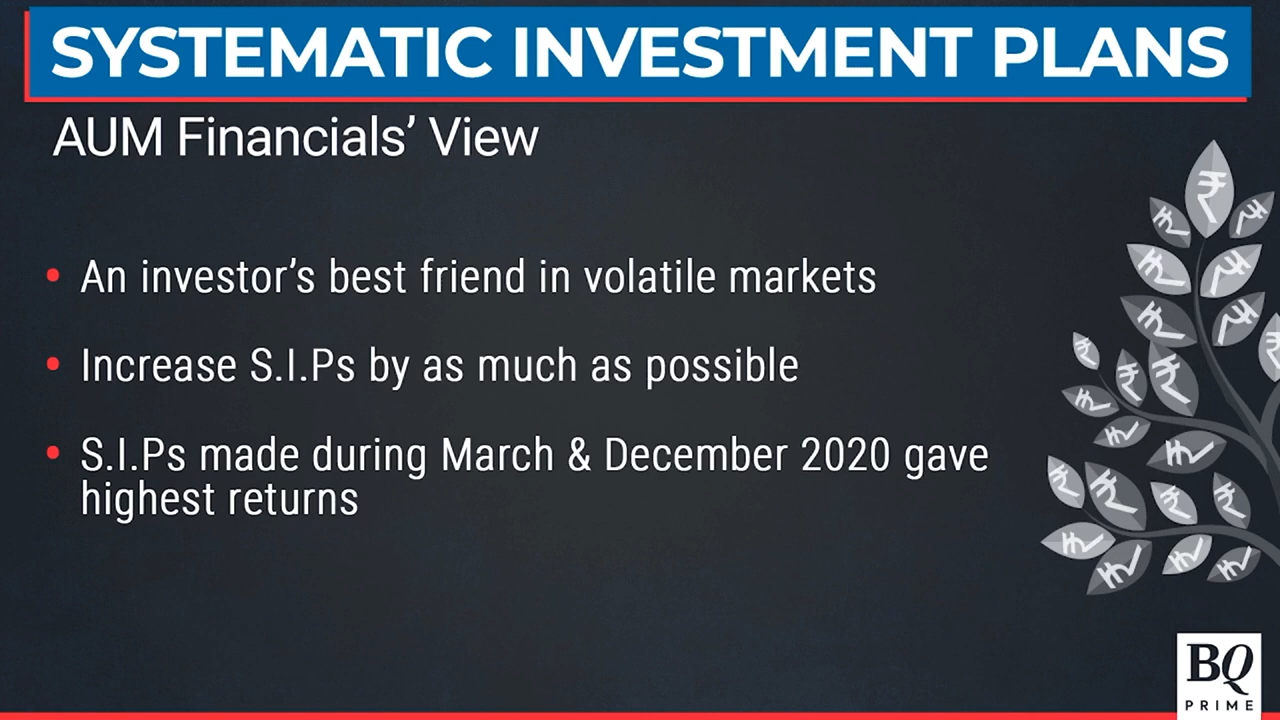 SYSTEMATIC INVESTMENT PLANS
AUM Financials’ View
• An investor’s best friend in volatile markets
• Increase S.I.Ps by as much as possible
• S.I.Ps made during March & December 2020 gave
highest returns
BQ
PRIME